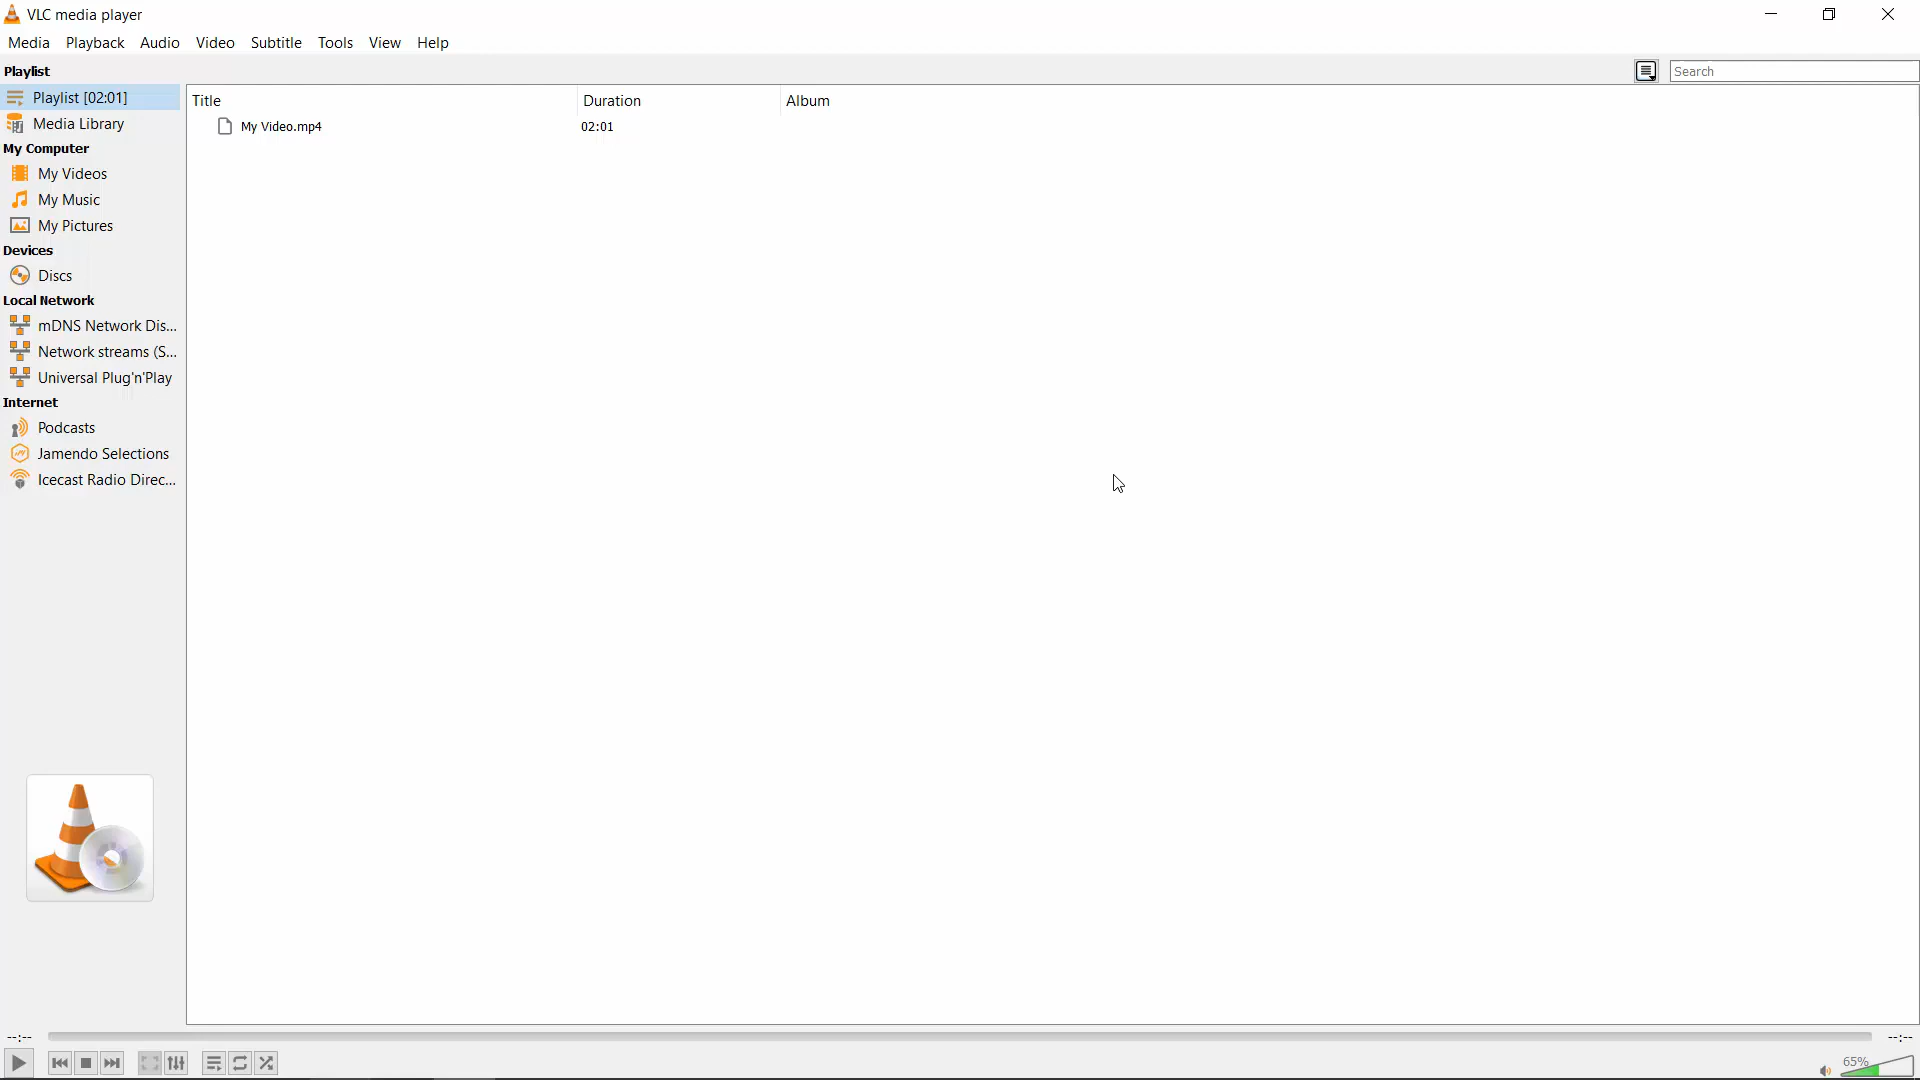 VLC media player
Media Playback Audio Video Subtitle Tools View Help
Playlist
Search
Playlist [02:01]
Media Library
My Computer
My Videos
My Music
My Pictures
Devices
Discs
Local Network
mDNS Network Dis...
Network streams (S...
Universal Plug'n'Play
Internet
Podcasts
Jamendo Selections
Icecast Radio Direc...
Title Duration Album
My Video.mp4 02:01
--:-- --:--
65%